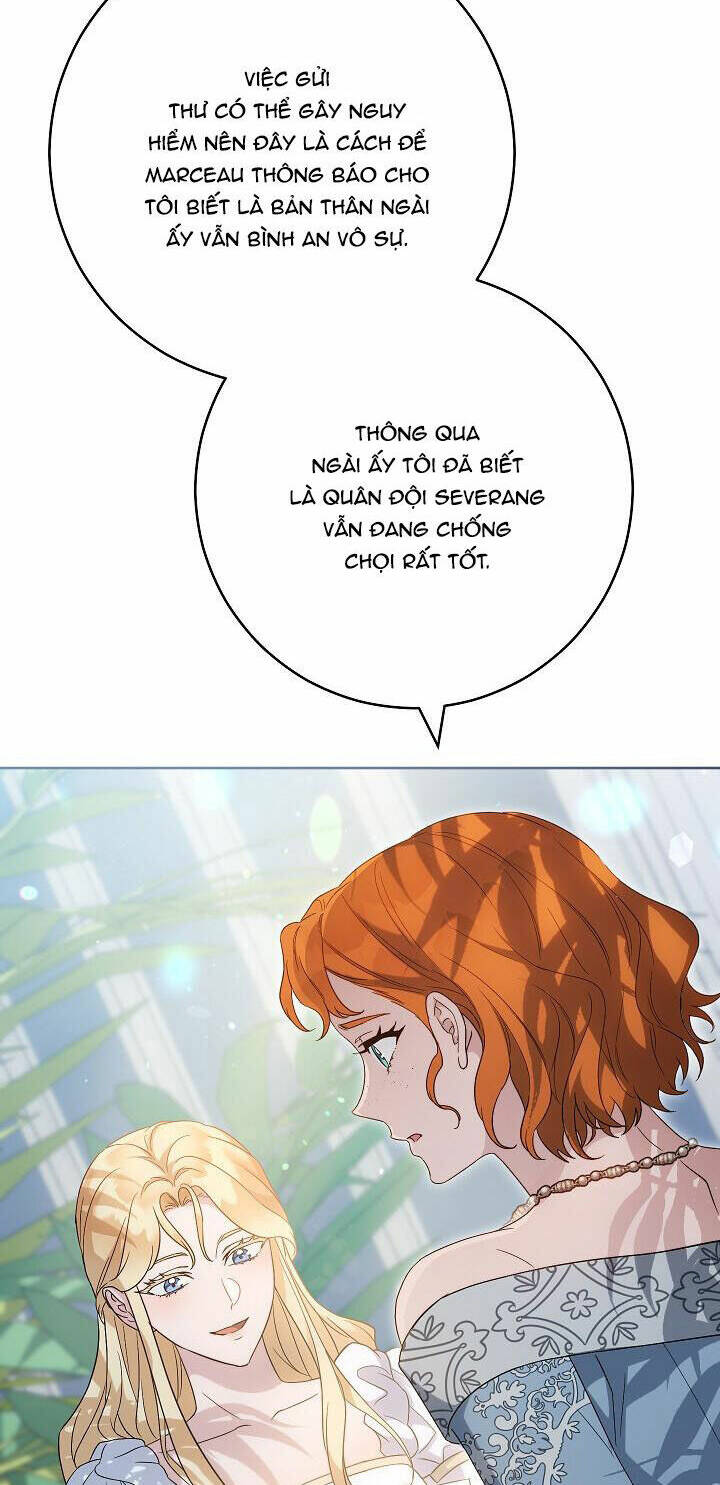 VIỆC GỬI
THƯ CÓ THỂ GÂY NGUY
HIỂM NÊN ĐÂY LÀ CÁCH ĐỂ
MARCEAU THÔNG BÁO CHO
TÔI BIẾT LÀ BẢN THÂN NGÀI
ẤY VẪN BÌNH AN VÔ SỰ.
THÔNG QUA
NGÀI ẤY TÔI ĐÃ BIẾT
LÀ QUÂN ĐỘI SEVERANG
VẪN ĐANG CHỐNG
CHỌI RẤT TỐT.